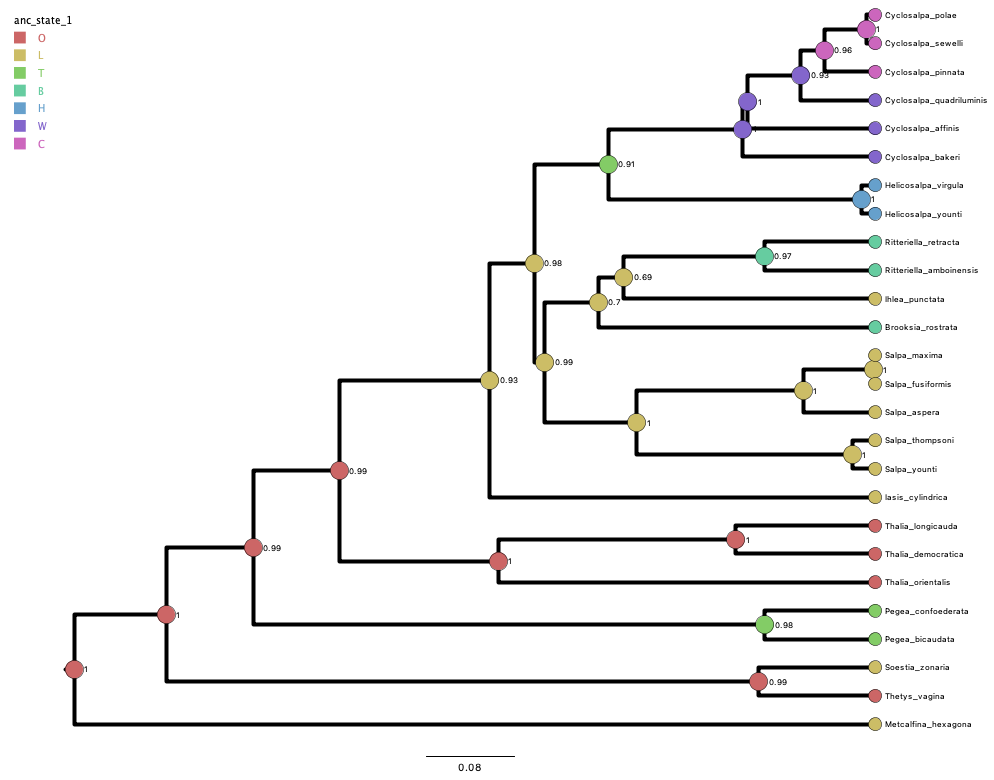 anc_state_1
O
L
T
B
H
W
C
Cyclosalpa_polae
1
Cyclosalpa_sewelli
0.96
Cyclosalpa_pinnata
0.93
Cyclosalpa_quadriluminis
1
Cyclosalpa_affinis
1
Cyclosalpa_bakeri
0.91
Helicosalpa_virgula
1
Helicosalpa_younti
Ritteriella_retracta
0.97
0.98
Ritteriella_amboinensis
0.69
Ihlea_punctata
0.7
Brooksia_rostrata
Salpa_maxima
0.99
1
0.93
Salpa_fusiformis
1
Salpa_aspera
1
Salpa_thompsoni
1
Salpa_younti
0.99
Iasis_cylindrica
Thalia_longicauda
1
0.99
Thalia_democratica
1
Thalia_orientalis
Pegea_confoederata
1
0.98
Pegea_bicaudata
Soestia_zonaria
1
0.99
Thetys_vagina
Metcalfina_hexagona
0.08